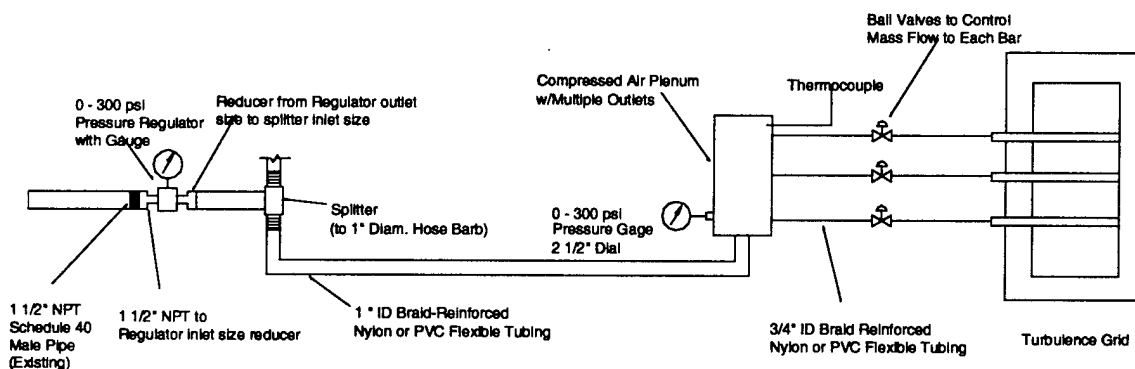 Ball Valves to Control
Mass Flow to Each Bar
Compressed Air Plenum
w/Multiple Outlets
Thermocouple
0 - 300 psi
Pressure Regulator
with Gauge
Reducer from Regulator outlet
size to splitter inlet size
Splitter
(to 1" Diam. Hose Barb)
0 - 300 psi
Pressure Gage
2 1/2" Dial
1 1/2" NPT
Schedule 40
Male Pipe
(Existing)
1 1/2" NPT to
Regulator inlet size reducer
1 " ID Braid-Reinforced
Nylon or PVC Flexible Tubing
3/4" ID Braid Reinforced
Nylon or PVC Flexible Tubing
Turbulence Grid